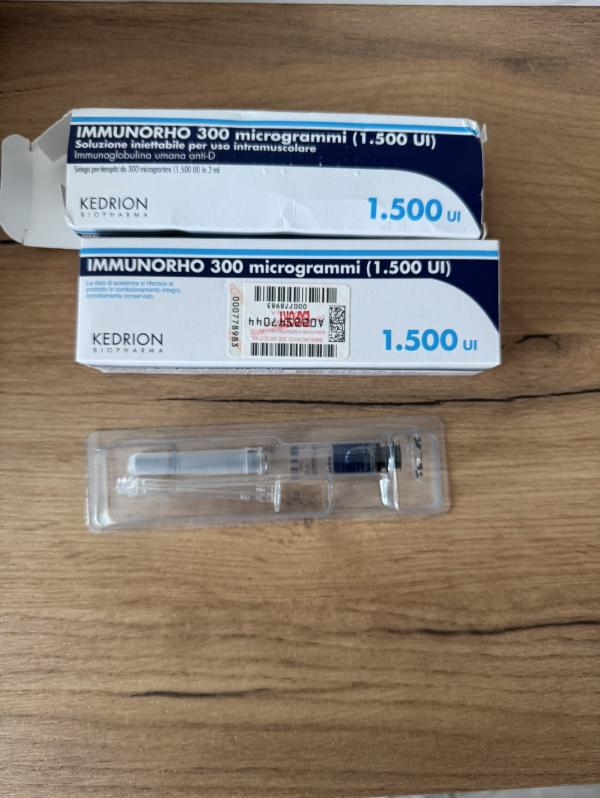 IMMUNORHO 300 microgrammi (1.500 UI)
Soluzione iniettabile per uso intramuscolare
Immunoglobulina umana anti-D
Siringa pre-riempita da 300 microgrammi (1.500 UI) in 2 ml
KEDRION
BIOPHARMA
1.500 UI
IMMUNORHO 300 microgrammi (1.500 UI)
La data di scadenza si riferisce al
prodotto in confezionamento integro,
correttamente conservato.
000778983
000778983
KEDRION
BIOPHARMA
1.500 UI